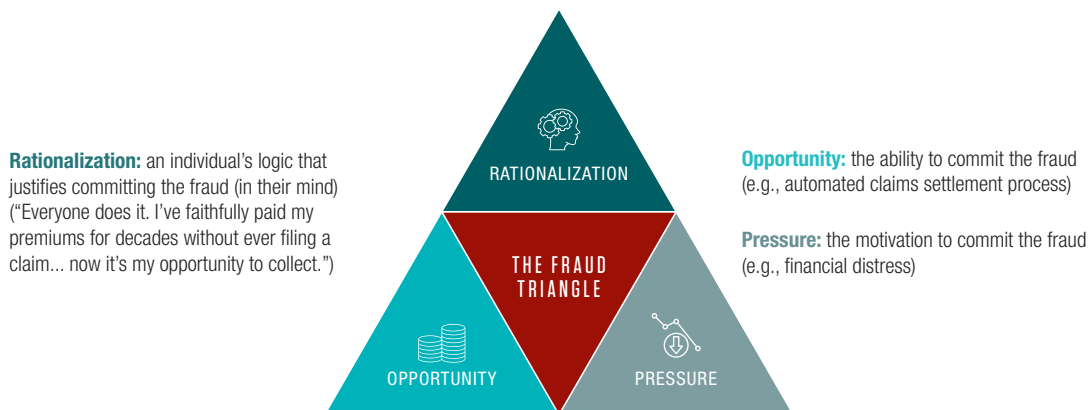 Rationalization: an individual’s logic that
justifies committing the fraud (in their mind)
(“Everyone does it. I’ve faithfully paid my
premiums for decades without ever filing a
claim... now it’s my opportunity to collect.”)
RATIONALIZATION
THE FRAUD
TRIANGLE
OPPORTUNITY
PRESSURE
Opportunity: the ability to commit the fraud
(e.g., automated claims settlement process)
Pressure: the motivation to commit the fraud
(e.g., financial distress)